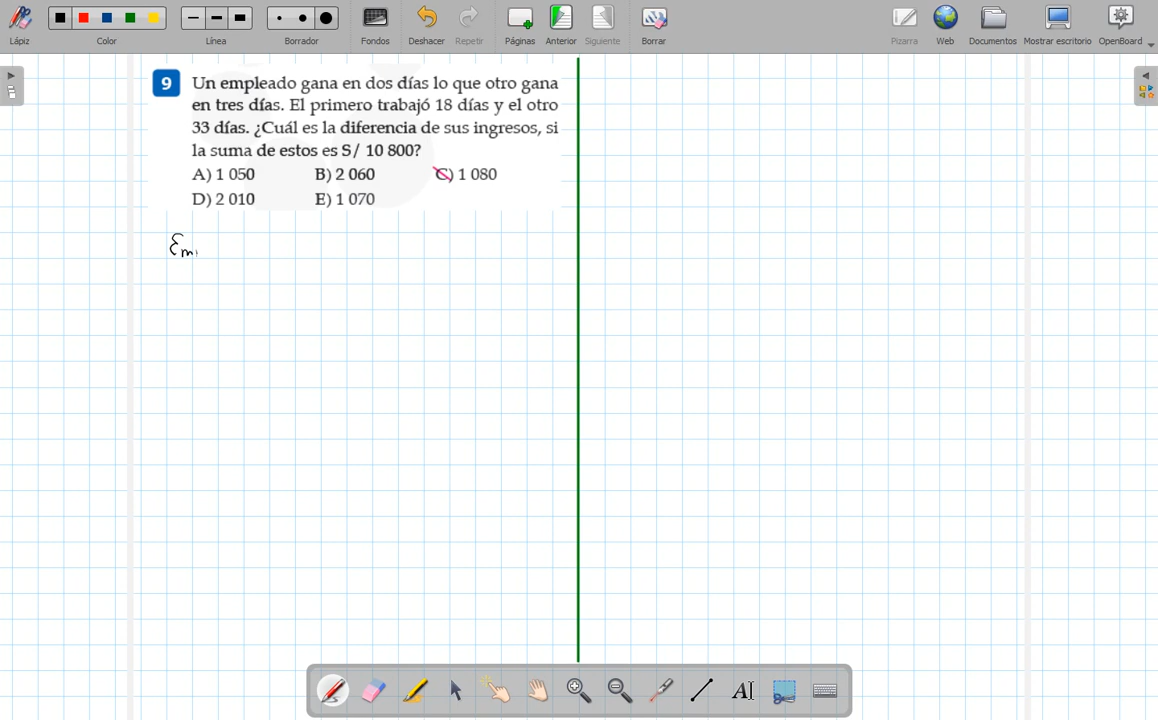 Lápiz
Color
Línea
Borrador
Fondos
Deshacer
Repetir
Páginas
Anterior
Siguiente
Borrar
Pizarra
Web
Documentos
Mostrar escritorio
OpenBoard
9 Un empleado gana en dos días lo que otro gana
en tres días. El primero trabajó 18 días y el otro
33 días. ¿Cuál es la diferencia de sus ingresos, si
la suma de estos es S/ 10 800?
A) 1 050 B) 2 060 C) 1 080
D) 2 010 E) 1 070
Em